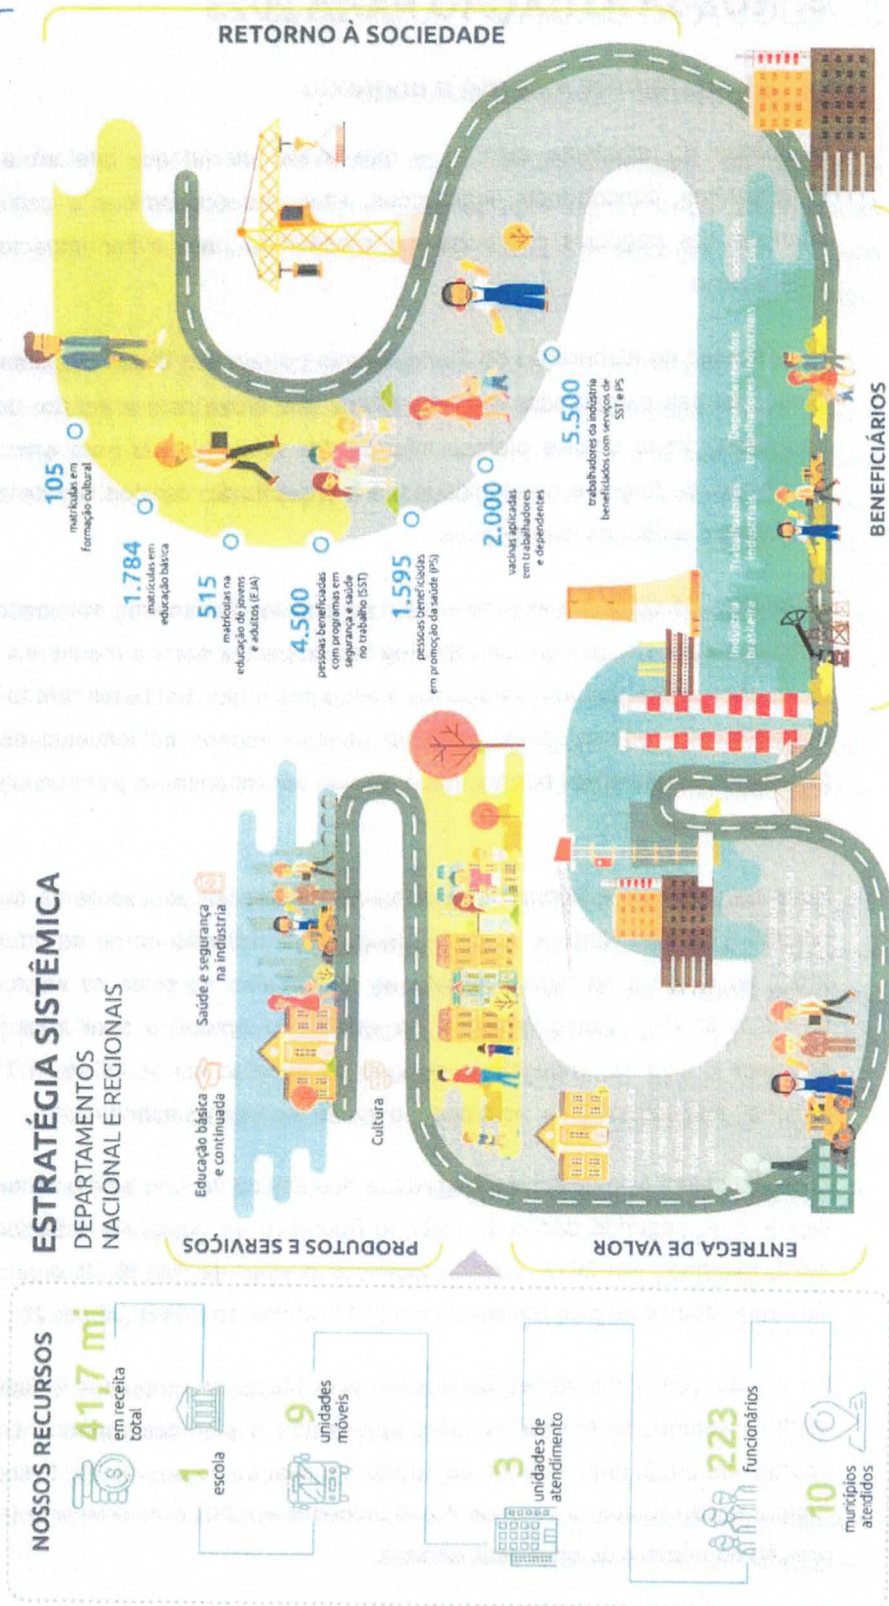 NOSSOS RECURSOS
em receita
total
1
escola
9
unidades
móveis
3
unidades de
atendimento
223
funcionários
10
municípios
atendidos
ESTRATÉGIA SISTÊMICA
DEPARTAMENTOS
NACIONAL E REGIONAIS
PRODUTOS E SERVIÇOS
Educação básica
e continuada
Saúde e segurança
na indústria
Cultura
ENTREGA DE VALOR
RETORNO À SOCIEDADE
105
matrículas em
formação cultural
1.784
matrículas em
educação básica
515
matrículas na
educação de jovens
e adultos (EJA)
4.500
pessoas beneficiadas
com programas em
segurança e saúde
no trabalho (SST)
pessoas beneficiadas
em promoção da saúde (PS)
2.000
vacinas aplicadas
em trabalhadores
e dependentes
5.500
trabalhadores da indústria
beneficiados com serviços de
SST e PS
Indústria
brasileira
Trabalhadores
industriais
Dependentes dos
trabalhadores industriais
Sociedade
civil
BENEFICIÁRIOS